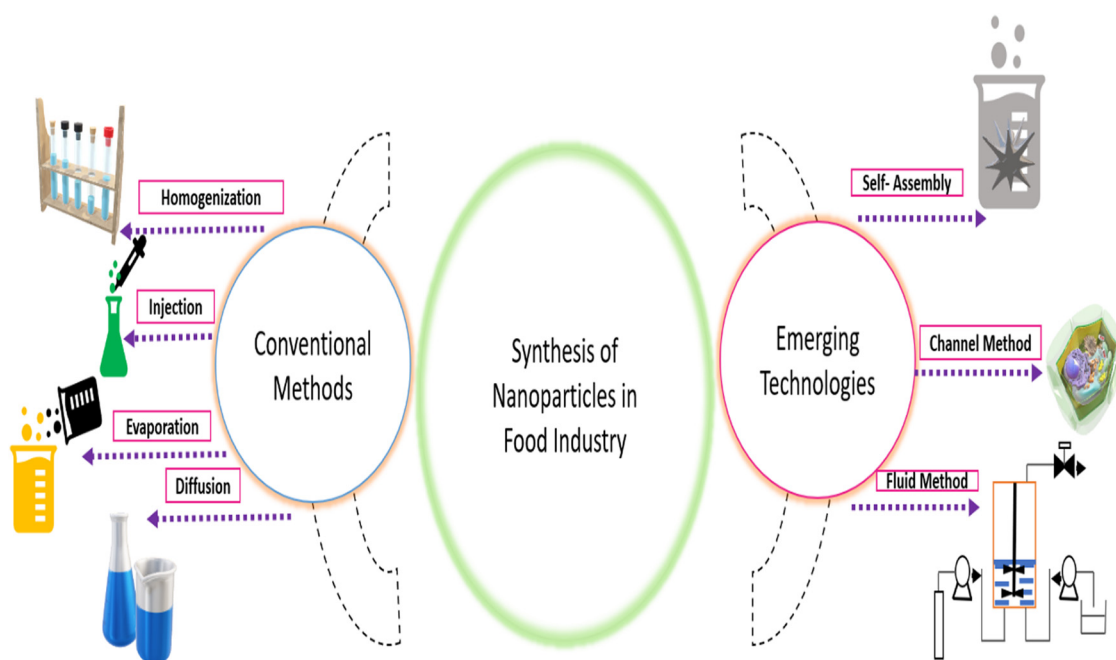 Homogenization
Injection
Evaporation
Diffusion
Conventional
Methods
Synthesis of
Nanoparticles in
Food Industry
Emerging
Technologies
Self- Assembly
Channel Method
Fluid Method